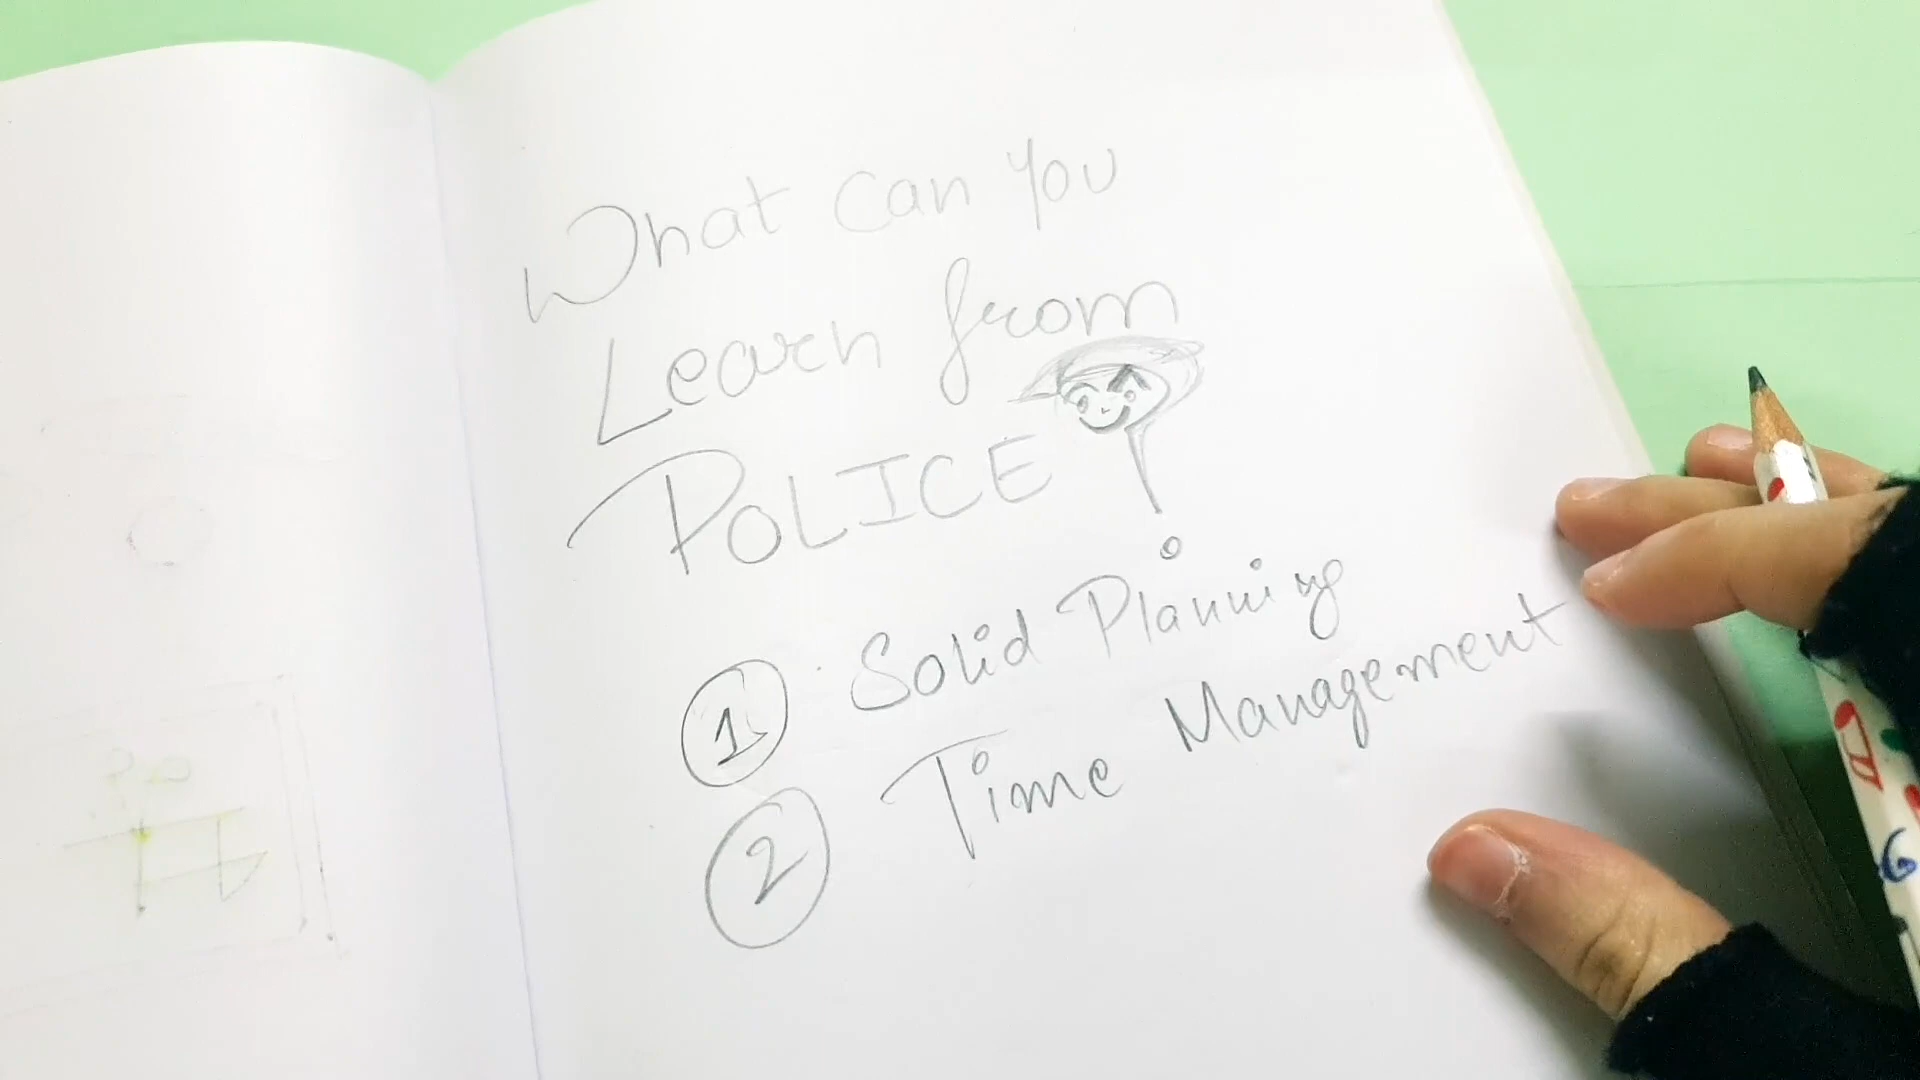 What can you
Learn from
POLICE ?
1 Solid Planning
2 Time Management